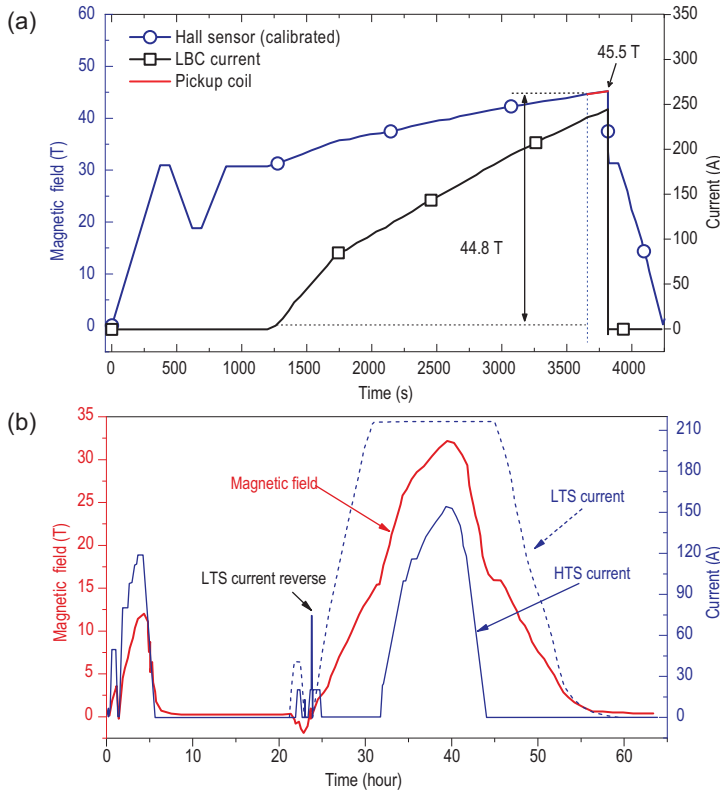 (a)
60
50
40
30
20
10
0
Magnetic field (T)
Hall sensor (calibrated)
LBC current
Pickup coil
45.5 T
44.8 T
350
300
250
200
150
100
50
0
Current (A)
0 500 1000 1500 2000 2500 3000 3500 4000
Time (s)
(b)
35
30
25
20
15
10
5
0
Magnetic field (T)
Magnetic field
LTS current
LTS current reverse
HTS current
210
180
150
120
90
60
30
0
Current (A)
0 10 20 30 40 50 60
Time (hour)